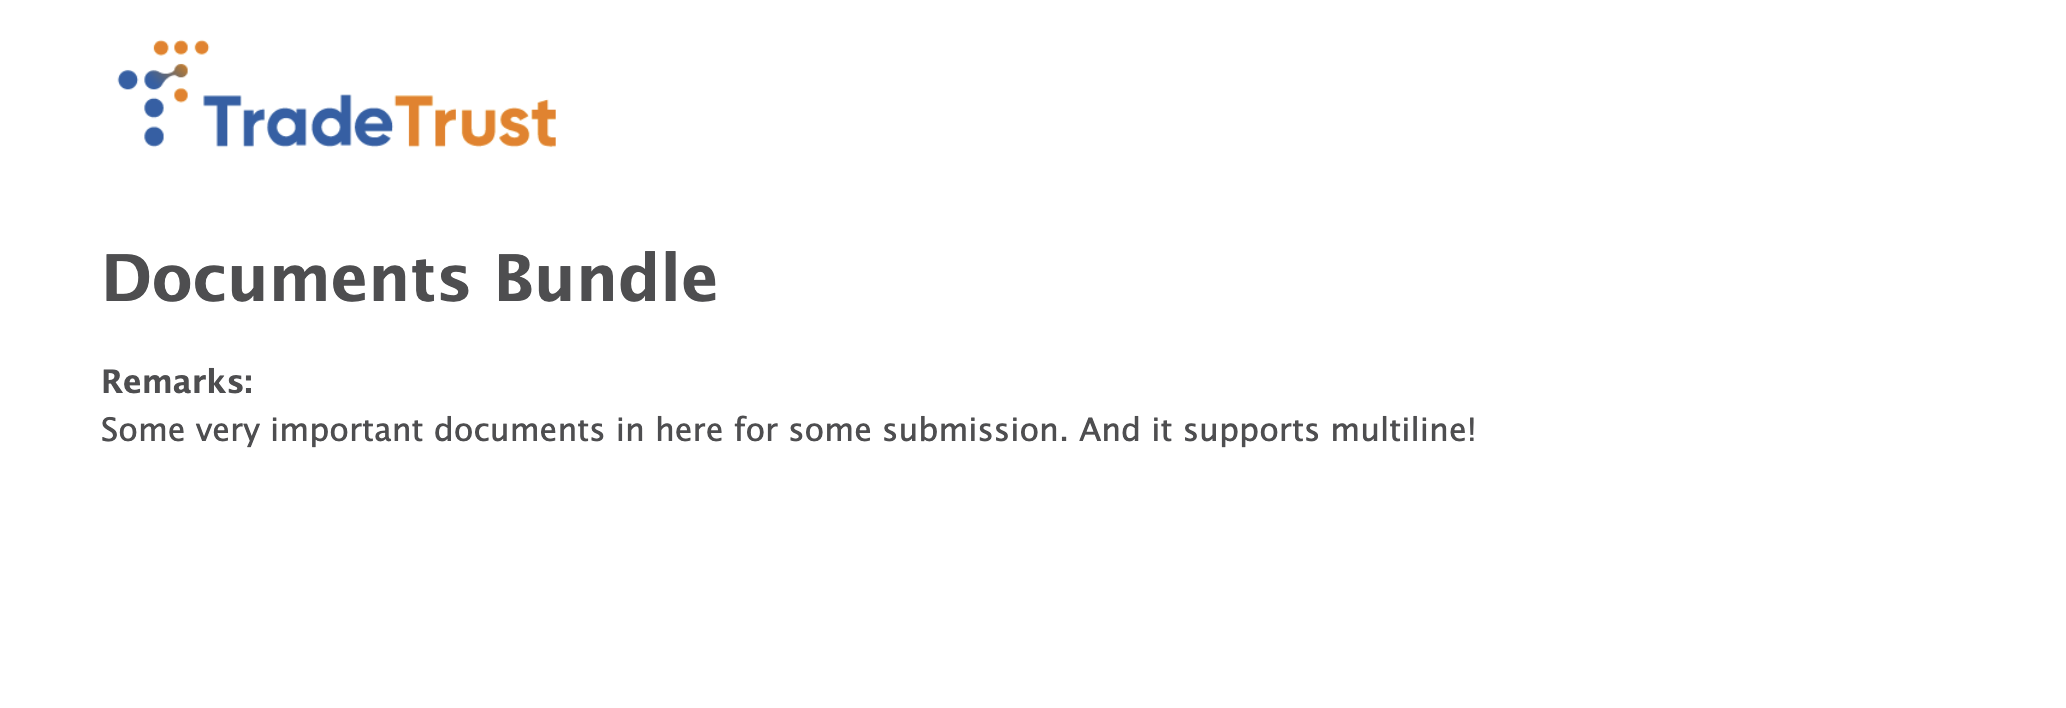 TradeTrust
Documents Bundle
Remarks:
Some very important documents in here for some submission. And it supports multiline!